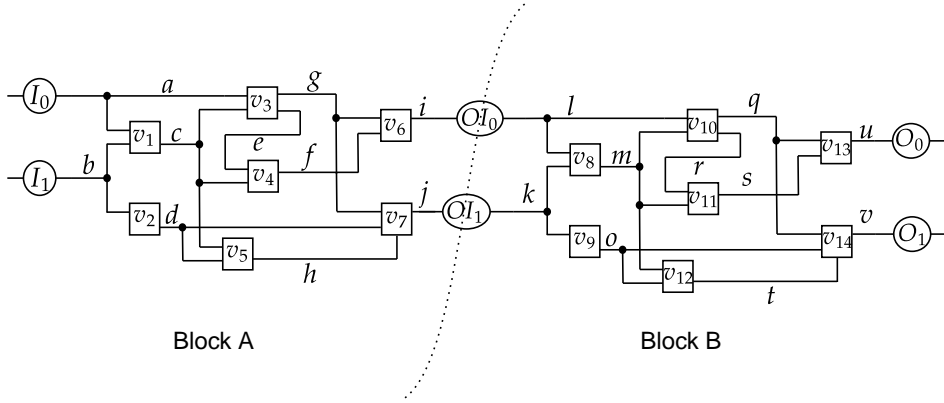 a
g
q
I₀
v₃
i
OI₀
l
v₁₀
u
v₁
c
v₆
v₁₃
O₀
e
f
v₈
m
r
s
I₁
b
v₄
v₁₁
j
OI₁
k
v
v₂
d
v₇
v₉
o
v₁₄
O₁
v₅
h
v₁₂
t
Block A
Block B